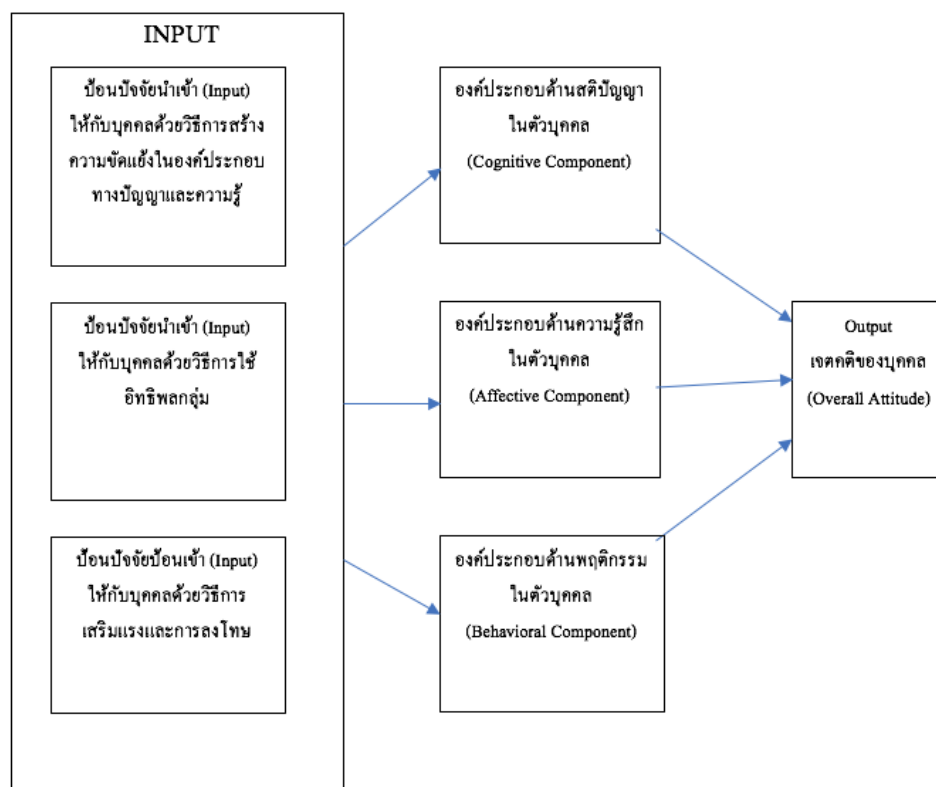 INPUT
ป้อนปัจจัยนำเข้า (Input)
ให้กับบุคคลด้วยวิธีการสร้าง
ความขัดแย้งในองค์ประกอบ
ทางปัญญาและความรู้
ป้อนปัจจัยนำเข้า (Input)
ให้กับบุคคลด้วยวิธีการใช้
อิทธิพลกลุ่ม
ป้อนปัจจัยป้อนเข้า (Input)
ให้กับบุคคลด้วยวิธีการ
เสริมแรงและการลงโทษ
องค์ประกอบด้านสติปัญญา
ในตัวบุคคล
(Cognitive Component)
องค์ประกอบด้านความรู้สึก
ในตัวบุคคล
(Affective Component)
องค์ประกอบด้านพฤติกรรม
ในตัวบุคคล
(Behavioral Component)
Output
เจตคติของบุคคล
(Overall Attitude)